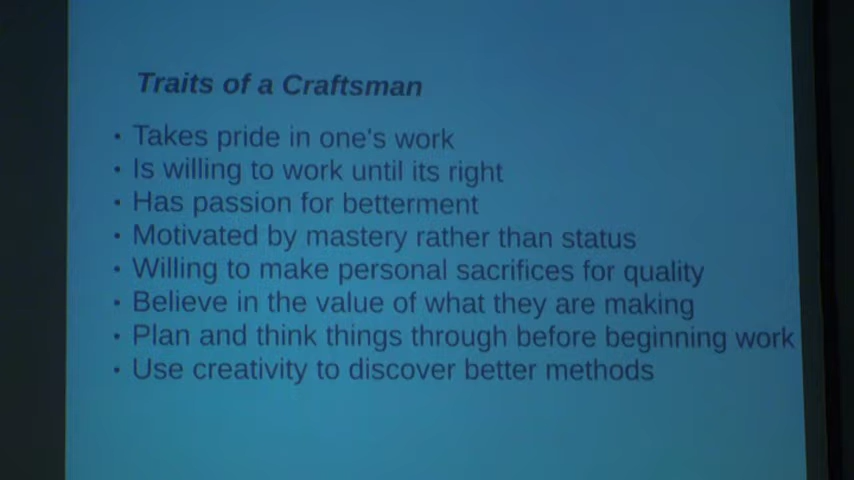 Traits of a Craftsman
• Takes pride in one's work
• Is willing to work until its right
• Has passion for betterment
• Motivated by mastery rather than status
• Willing to make personal sacrifices for quality
• Believe in the value of what they are making
• Plan and think things through before beginning work
• Use creativity to discover better methods